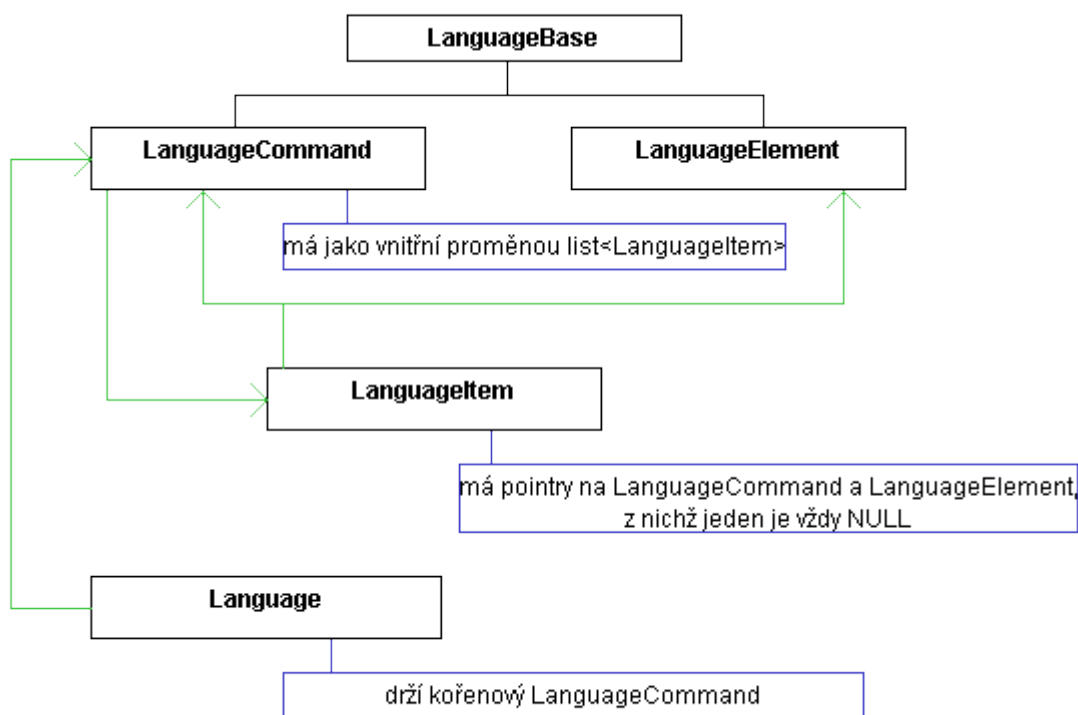 LanguageBase
LanguageCommand
LanguageElement
má jako vnitřní proměnou list<LanguageItem>
LanguageItem
má pointry na LanguageCommand a LanguageElement,
z nichž jeden je vždy NULL
Language
drží kořenový LanguageCommand